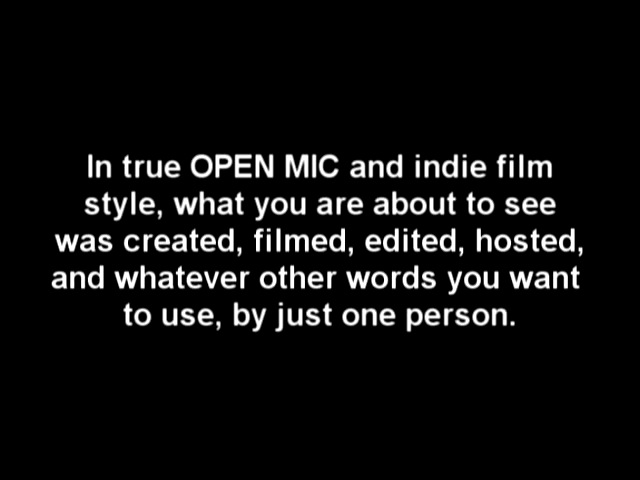 In true OPEN MIC and indie film
style, what you are about to see
was created, filmed, edited, hosted,
and whatever other words you want
to use, by just one person.